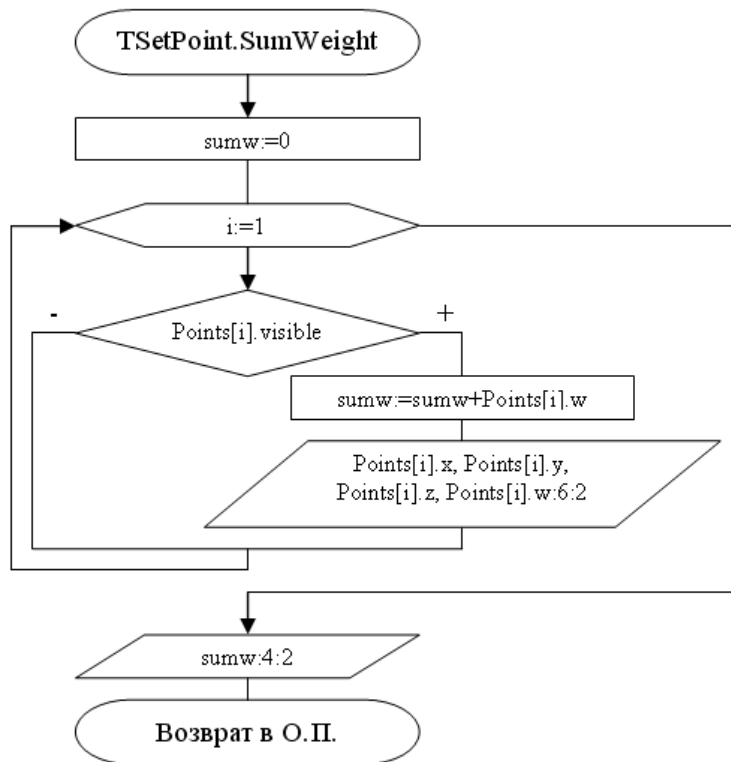 TSetPoint.SumWeight
sumw:=0
i:=1
-
+
Points[i].visible
sumw:=sumw+Points[i].w
Points[i].x, Points[i].y,
Points[i].z, Points[i].w:6:2
sumw:4:2
Возврат в О.П.